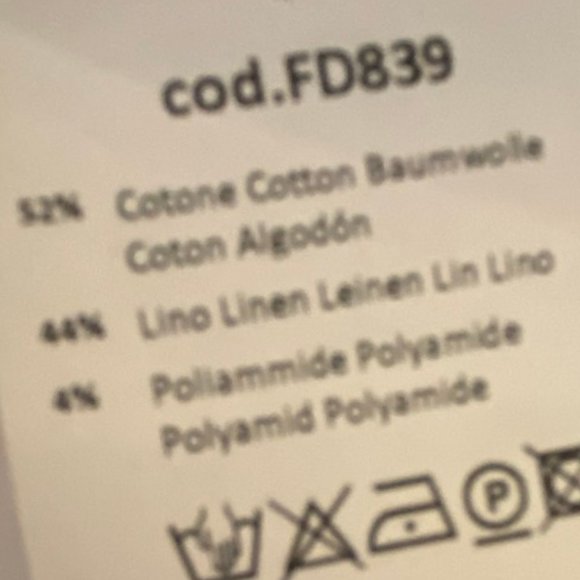 cod.FD839
52% Cotone Cotton Baumwolle
Coton Algodón
44% Lino Linen Leinen Lin Lino
4% Poliammide Polyamide
Polyamid Polyamide
P